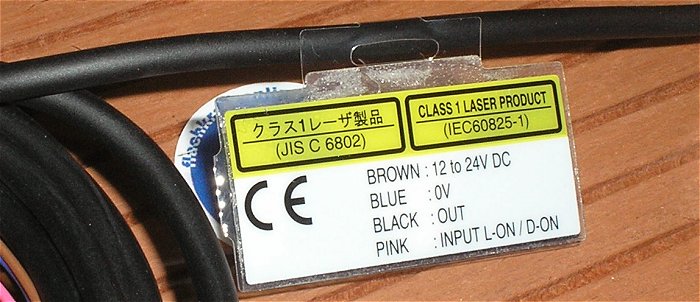 クラス1レーザ製品
(JIS C 6802)
CLASS 1 LASER PRODUCT
(IEC60825-1)
CE
BROWN : 12 to 24V DC
BLUE : 0V
BLACK : OUT
PINK : INPUT L-ON / D-ON